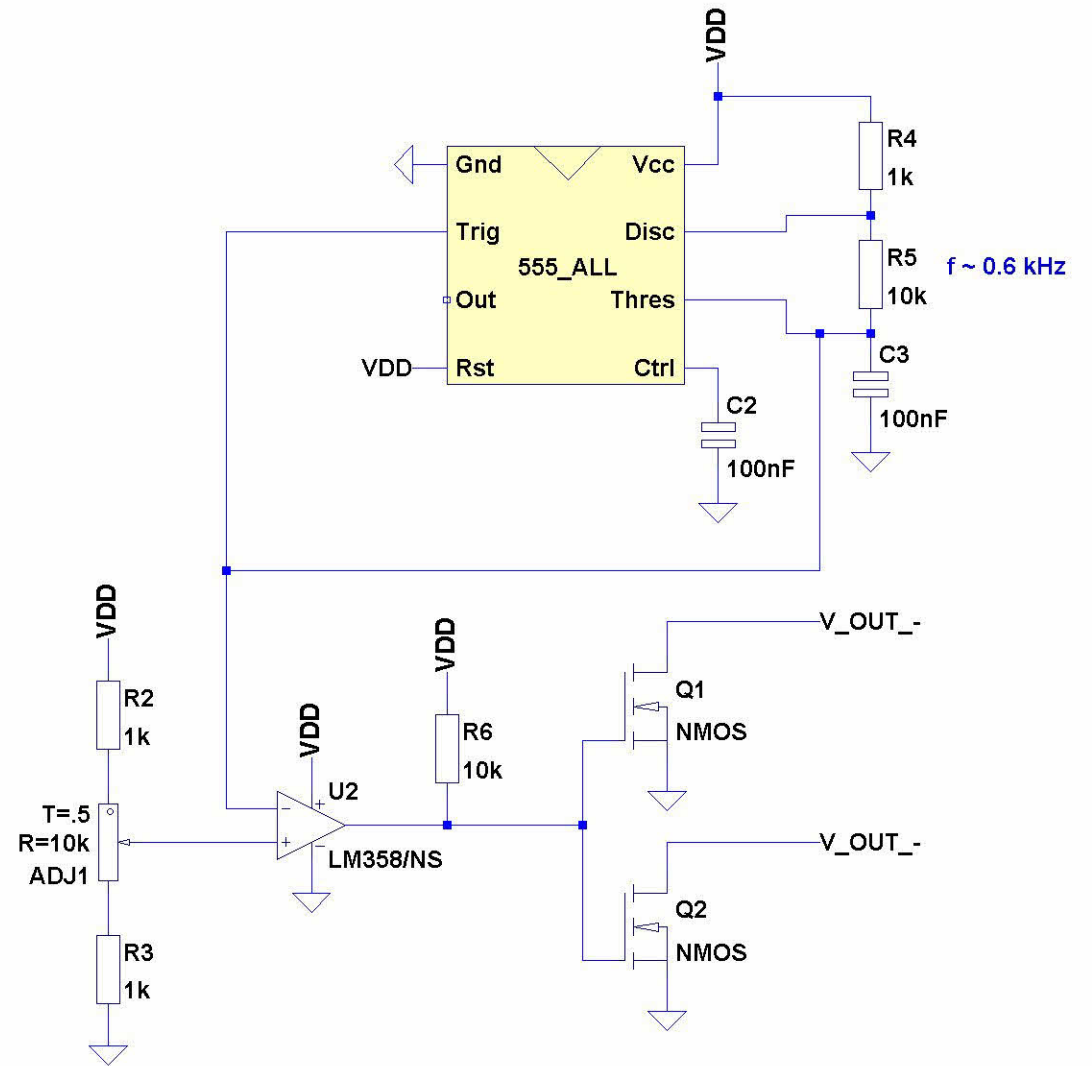 VDD
R4
1k
Gnd
Vcc
Trig
Disc
555_ALL
Out
Thres
Rst
Ctrl
VDD
R5
10k
f ~ 0.6 kHz
C3
100nF
C2
100nF
VDD
R2
1k
T=.5
R=10k
ADJ1
R3
1k
VDD
U2
-
+
+
-
LM358/NS
VDD
R6
10k
V_OUT_-
Q1
NMOS
V_OUT_-
Q2
NMOS